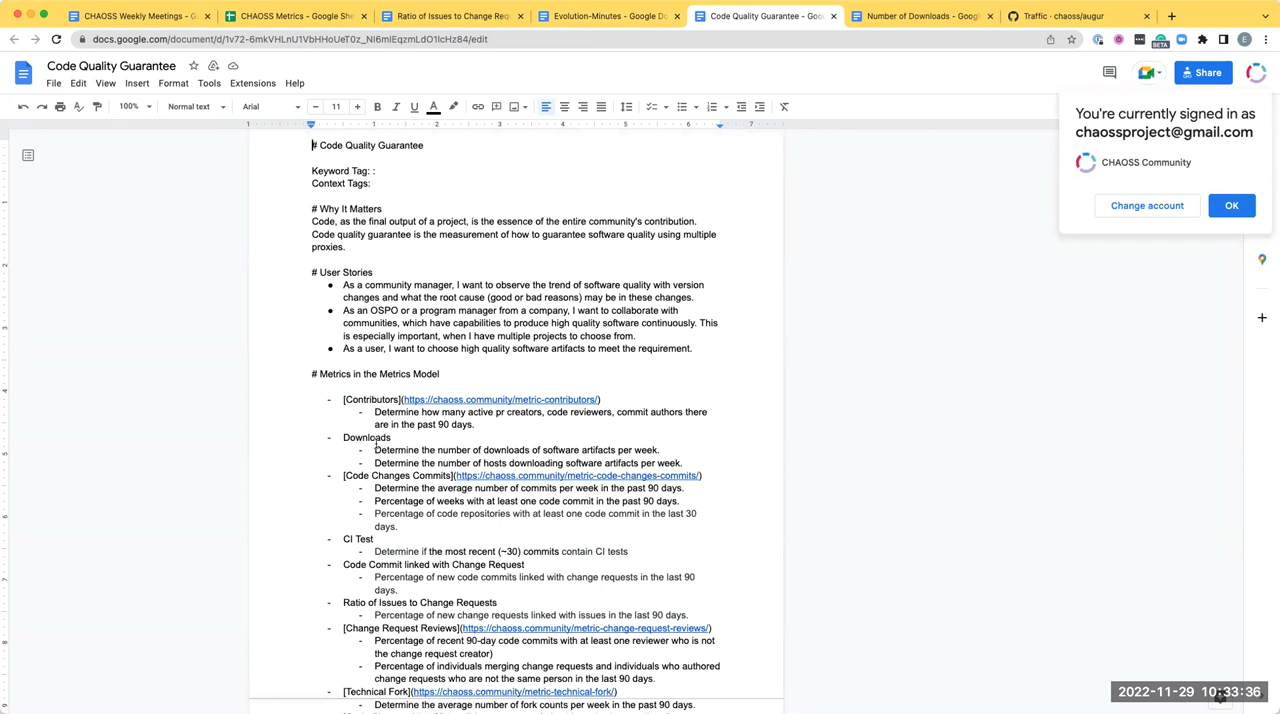 CHAOSS Weekly Meetings - G
CHAOSS Metrics - Google She
Ratio of Issues to Change Req
Evolution-Minutes - Google Do
Code Quality Guarantee - Goo
Number of Downloads - Googl
Traffic · chaoss/augur
docs.google.com/document/d/1v72-6mkVHLnU1VbHHoUeT0z_Nl6mIEqzmLdO1IcHz84/edit
BETA
E
Code Quality Guarantee
Share
File Edit View Insert Format Tools Extensions Help
100% Normal text Arial 11
B I U A
1 1 2 3 4 5 6 7
You're currently signed in as
chaossproject@gmail.com
CHAOSS Community
Change account OK
# Code Quality Guarantee
Keyword Tag: :
Context Tags:
# Why It Matters
Code, as the final output of a project, is the essence of the entire community's contribution.
Code quality guarantee is the measurement of how to guarantee software quality using multiple
proxies.
# User Stories
● As a community manager, I want to observe the trend of software quality with version
changes and what the root cause (good or bad reasons) may be in these changes.
● As an OSPO or a program manager from a company, I want to collaborate with
communities, which have capabilities to produce high quality software continuously. This
is especially important, when I have multiple projects to choose from.
● As a user, I want to choose high quality software artifacts to meet the requirement.
# Metrics in the Metrics Model
- [Contributors](https://chaoss.community/metric-contributors/)
- Determine how many active pr creators, code reviewers, commit authors there
are in the past 90 days.
- Downloads
- Determine the number of downloads of software artifacts per week.
- Determine the number of hosts downloading software artifacts per week.
- [Code Changes Commits](https://chaoss.community/metric-code-changes-commits/)
- Determine the average number of commits per week in the past 90 days.
- Percentage of weeks with at least one code commit in the past 90 days.
- Percentage of code repositories with at least one code commit in the last 30
days.
- CI Test
- Determine if the most recent (~30) commits contain CI tests
- Code Commit linked with Change Request
- Percentage of new code commits linked with change requests in the last 90
days.
- Ratio of Issues to Change Requests
- Percentage of new change requests linked with issues in the last 90 days.
- [Change Request Reviews](https://chaoss.community/metric-change-request-reviews/)
- Percentage of recent 90-day code commits with at least one reviewer who is not
the change request creator)
- Percentage of individuals merging change requests and individuals who authored
change requests who are not the same person in the last 90 days.
- [Technical Fork](https://chaoss.community/metric-technical-fork/)
- Determine the average number of fork counts per week in the past 90 days.
2022-11-29 10:33:36